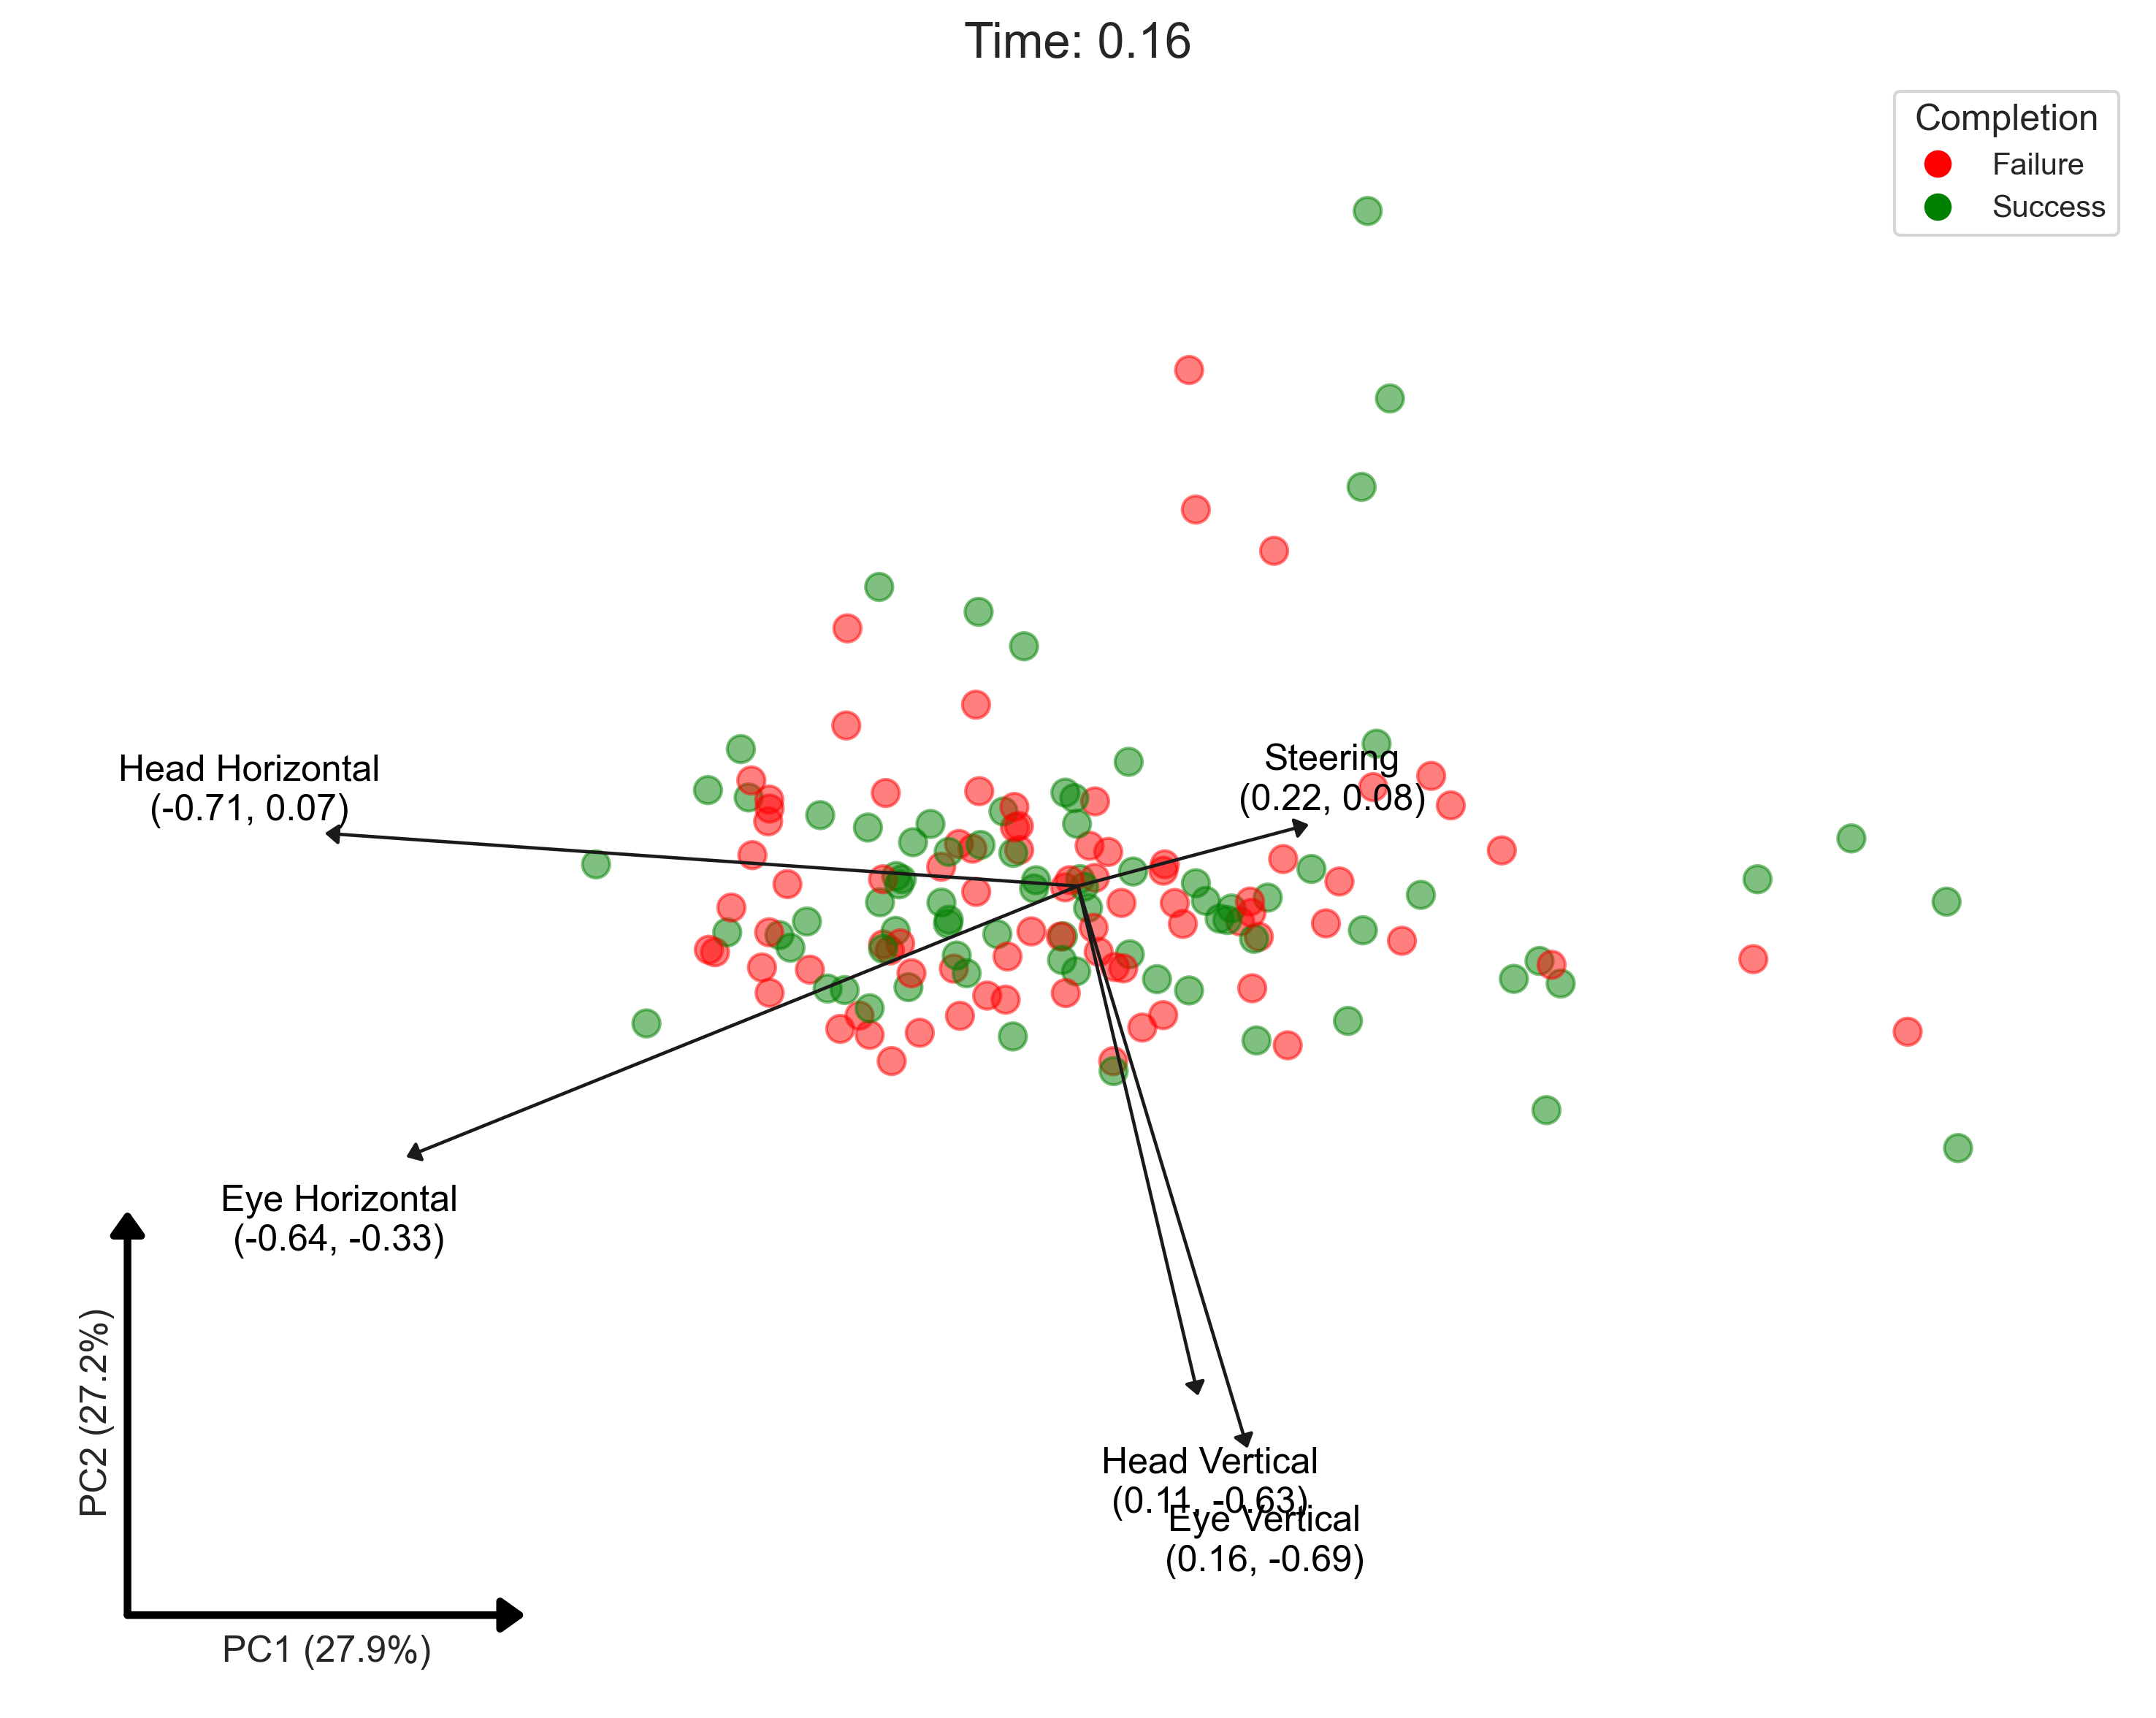 Time: 0.16
Completion
Failure
Success
Head Horizontal
(-0.71, 0.07)
Steering
(0.22, 0.08)
Eye Horizontal
(-0.64, -0.33)
Head Vertical
(0.11, -0.63)
Eye Vertical
(0.16, -0.69)
PC2 (27.2%)
PC1 (27.9%)